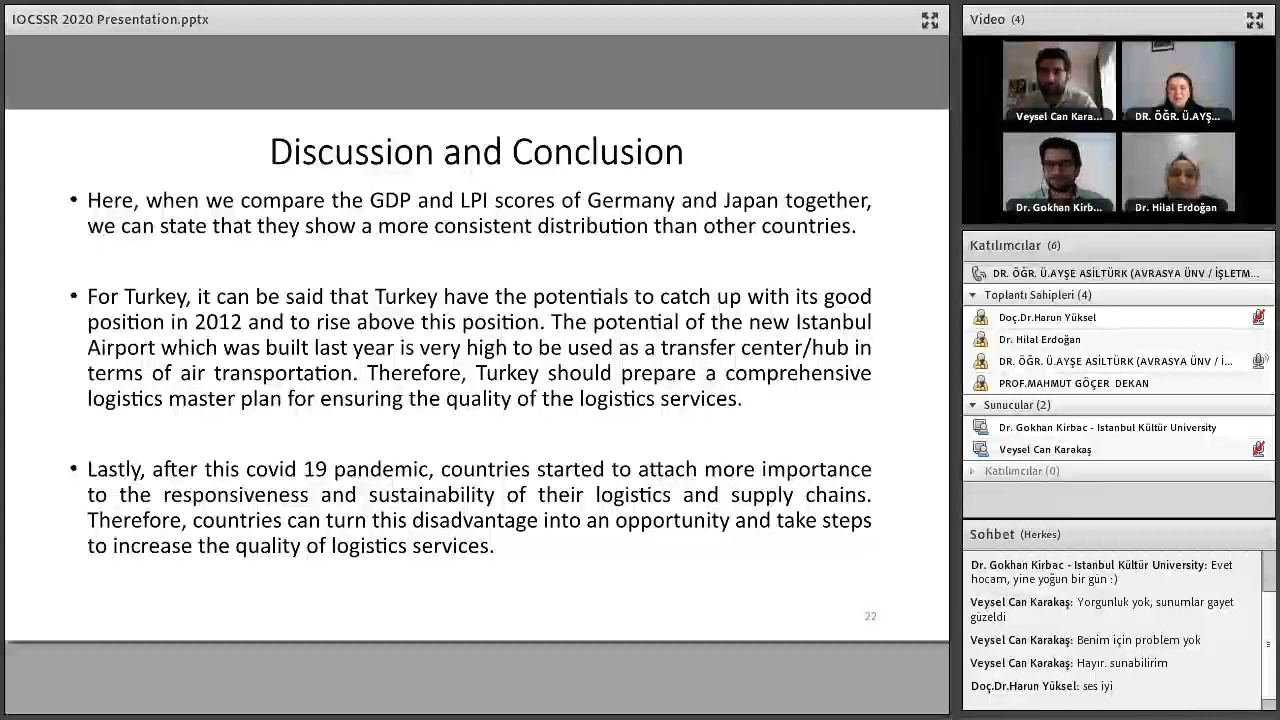 IOCSSR 2020 Presentation.pptx
Discussion and Conclusion
• Here, when we compare the GDP and LPI scores of Germany and Japan together,
we can state that they show a more consistent distribution than other countries.
• For Turkey, it can be said that Turkey have the potentials to catch up with its good
position in 2012 and to rise above this position. The potential of the new Istanbul
Airport which was built last year is very high to be used as a transfer center/hub in
terms of air transportation. Therefore, Turkey should prepare a comprehensive
logistics master plan for ensuring the quality of the logistics services.
• Lastly, after this covid 19 pandemic, countries started to attach more importance
to the responsiveness and sustainability of their logistics and supply chains.
Therefore, countries can turn this disadvantage into an opportunity and take steps
to increase the quality of logistics services.
22
Video (4)
Veysel Can Kara...
DR. ÖĞR. Ü.AYŞ...
Dr. Gokhan Kirb...
Dr. Hilal Erdoğan
Katılımcılar (6)
DR. ÖĞR. Ü.AYŞE ASİLTÜRK (AVRASYA ÜNV / İŞLETM...
Toplantı Sahipleri (4)
Doç.Dr.Harun Yüksel
Dr. Hilal Erdoğan
DR. ÖĞR. Ü.AYŞE ASİLTÜRK (AVRASYA ÜNV / İ...
PROF.MAHMUT GÖÇER DEKAN
Sunucular (2)
Dr. Gokhan Kirbac - Istanbul Kültür University
Veysel Can Karakaş
Katılımcılar (0)
Sohbet (Herkes)
Dr. Gokhan Kirbac - Istanbul Kültür University: Evet
hocam, yine yoğun bir gün :)
Veysel Can Karakaş: Yorgunluk yok, sunumlar gayet
güzeldi
Veysel Can Karakaş: Benim için problem yok
Veysel Can Karakaş: Hayır. sunabilirim
Doç.Dr.Harun Yüksel: ses iyi